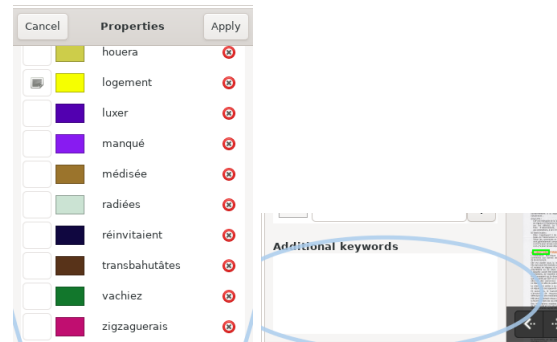 Cancel Properties Apply
houera
logement
luxer
manqué
médisée
radiées
réinvitaient
transbahutâtes
vachiez
zigzaguerais
Additional keywords